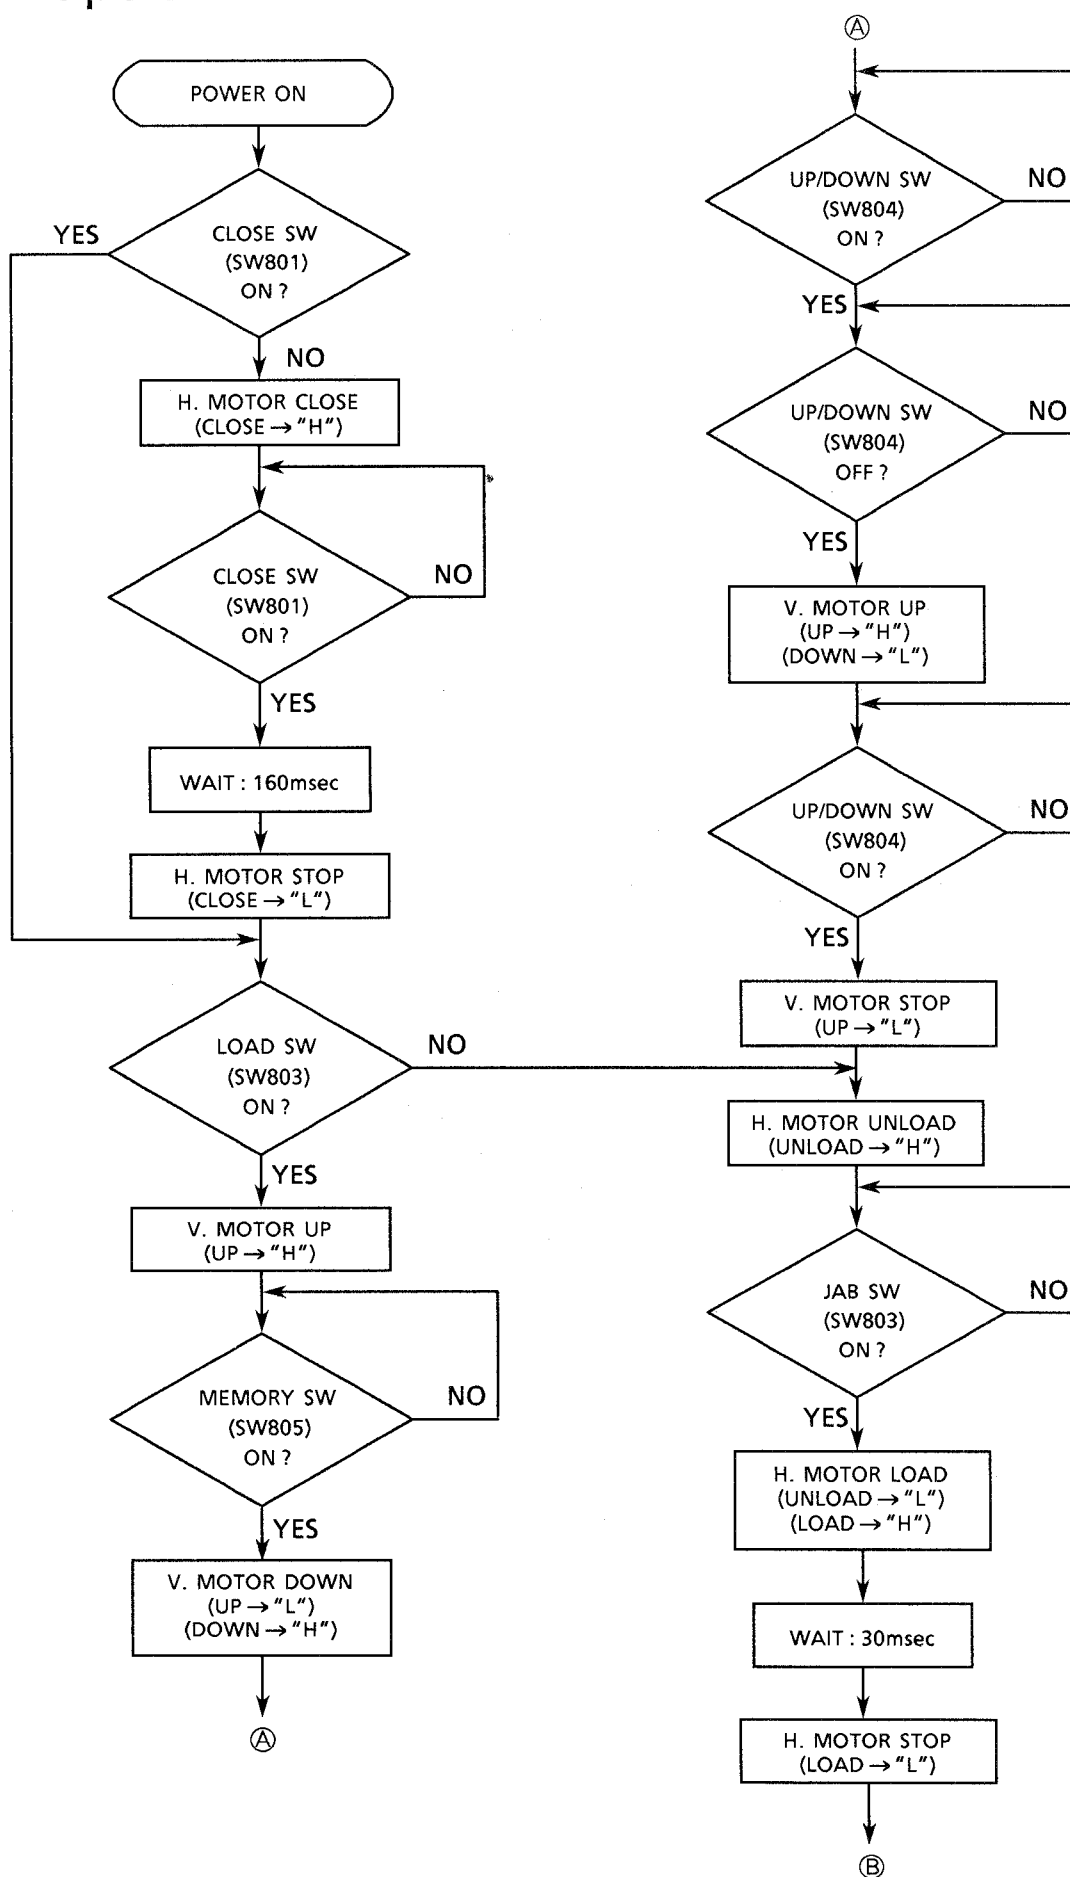 POWER ON
CLOSE SW
(SW801)
ON ?
YES
NO
H. MOTOR CLOSE
(CLOSE → "H")
CLOSE SW
(SW801)
ON ?
NO
YES
WAIT : 160msec
H. MOTOR STOP
(CLOSE → "L")
LOAD SW
(SW803)
ON ?
NO
YES
V. MOTOR UP
(UP → "H")
MEMORY SW
(SW805)
ON ?
NO
YES
V. MOTOR DOWN
(UP → "L")
(DOWN → "H")
Ⓐ
Ⓐ
UP/DOWN SW
(SW804)
ON ?
NO
YES
UP/DOWN SW
(SW804)
OFF ?
NO
YES
V. MOTOR UP
(UP → "H")
(DOWN → "L")
UP/DOWN SW
(SW804)
ON ?
NO
YES
V. MOTOR STOP
(UP → "L")
H. MOTOR UNLOAD
(UNLOAD → "H")
JAB SW
(SW803)
ON ?
NO
YES
H. MOTOR LOAD
(UNLOAD → "L")
(LOAD → "H")
WAIT : 30msec
H. MOTOR STOP
(LOAD → "L")
Ⓑ